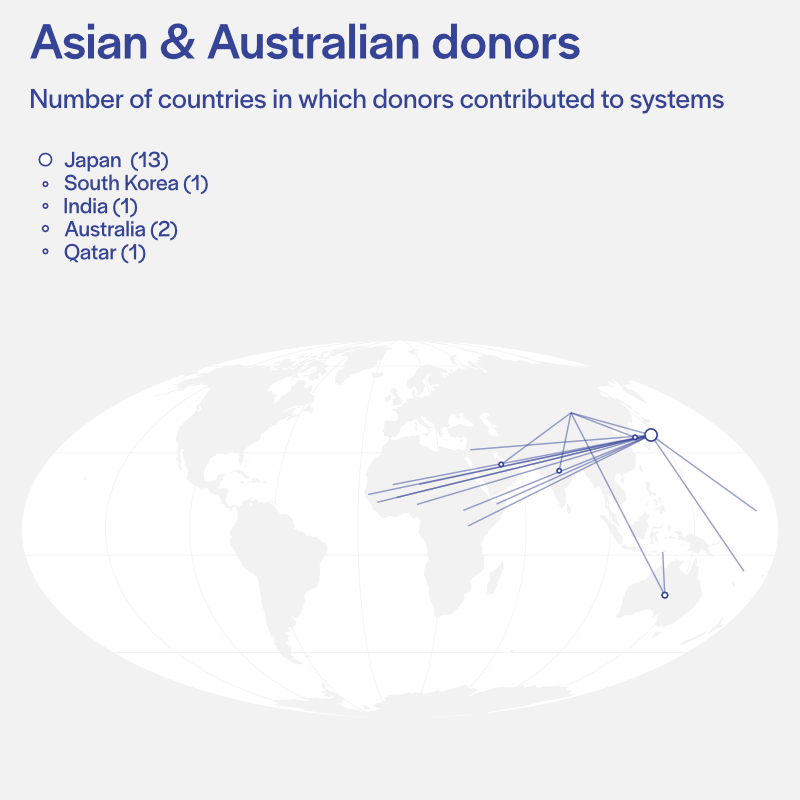 Asian & Australian donors
Number of countries in which donors contributed to systems
Japan (13)
South Korea (1)
India (1)
Australia (2)
Qatar (1)